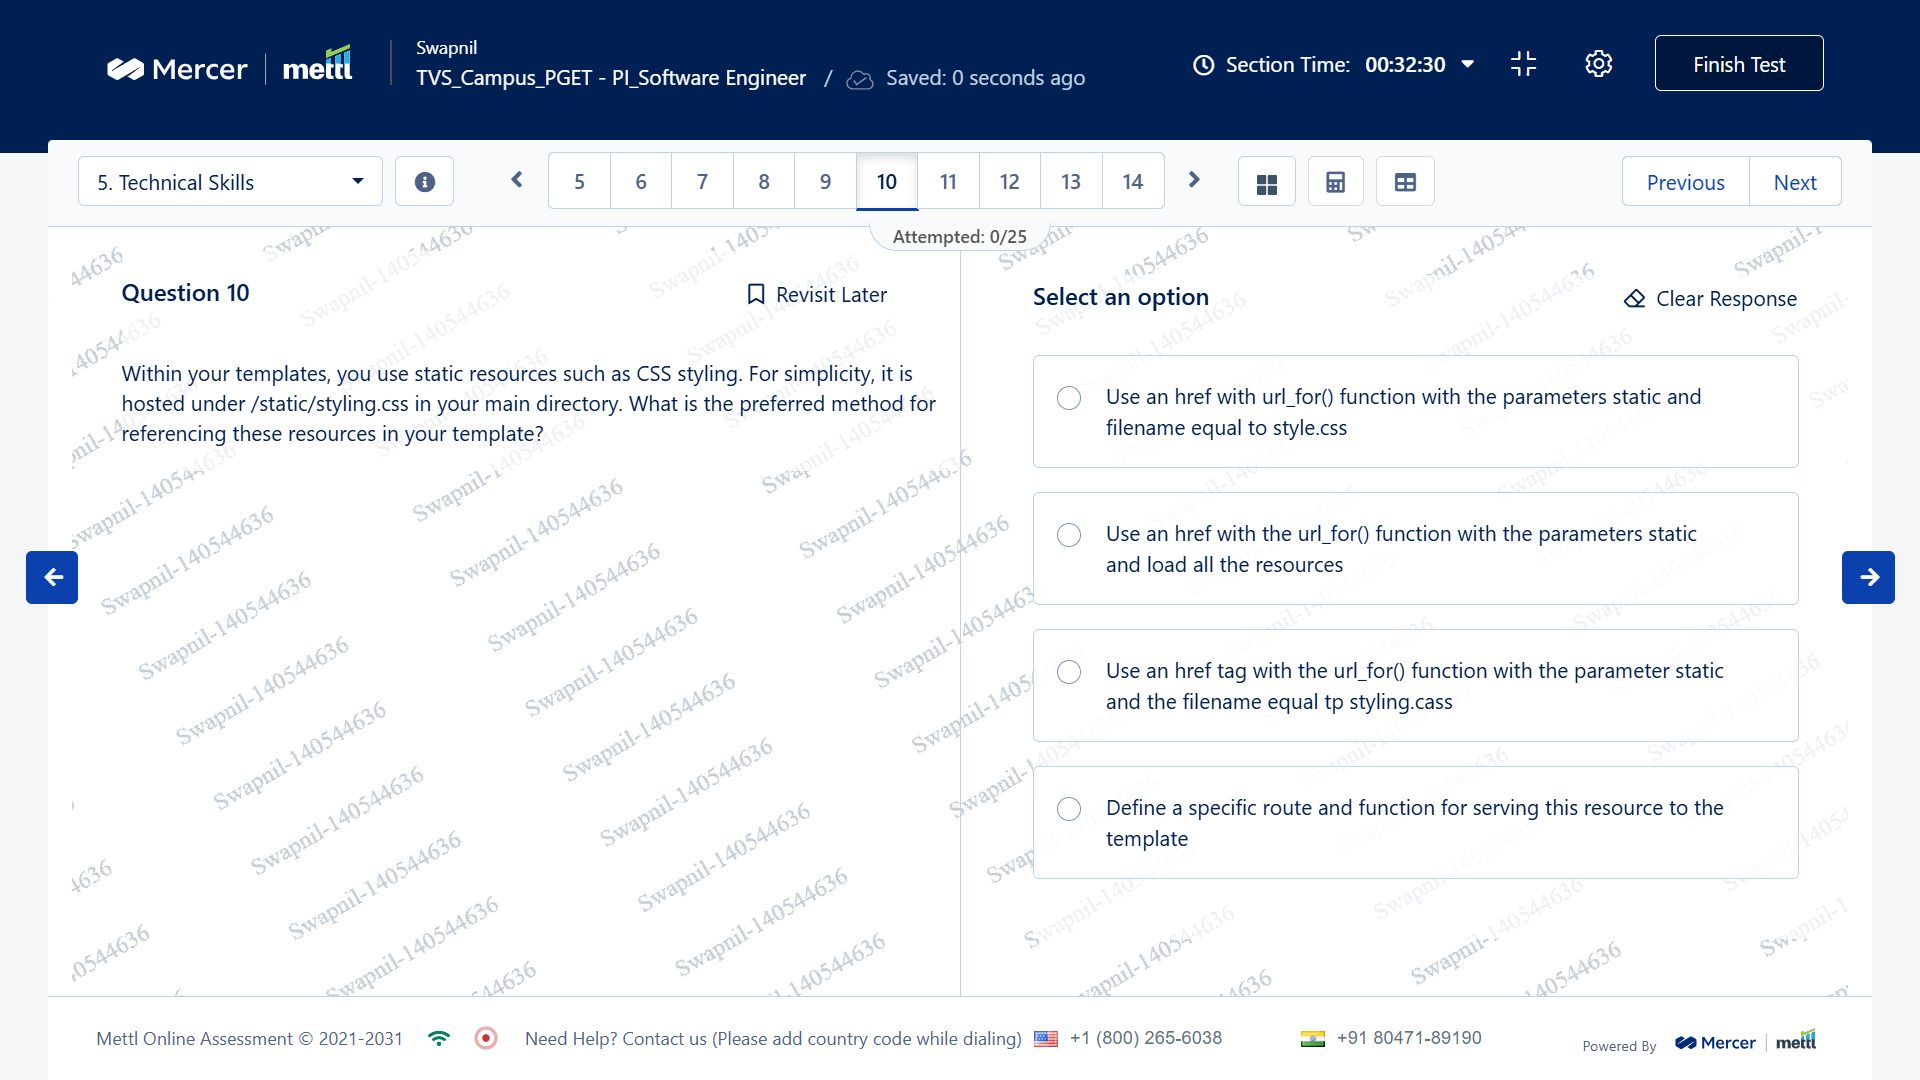 Mercer mettl
Swapnil
TVS_Campus_PGET - PI_Software Engineer / Saved: 0 seconds ago
Section Time: 00:32:30
Finish Test
5. Technical Skills
5 6 7 8 9 10 11 12 13 14
Previous Next
Attempted: 0/25
Question 10
Revisit Later
Within your templates, you use static resources such as CSS styling. For simplicity, it is
hosted under /static/styling.css in your main directory. What is the preferred method for
referencing these resources in your template?
Select an option
Clear Response
Use an href with url_for() function with the parameters static and
filename equal to style.css
Use an href with the url_for() function with the parameters static
and load all the resources
Use an href tag with the url_for() function with the parameter static
and the filename equal tp styling.cass
Define a specific route and function for serving this resource to the
template
Swapnil-140544636
Mettl Online Assessment © 2021-2031
Need Help? Contact us (Please add country code while dialing)
+1 (800) 265-6038
+91 80471-89190
Powered By Mercer mettl